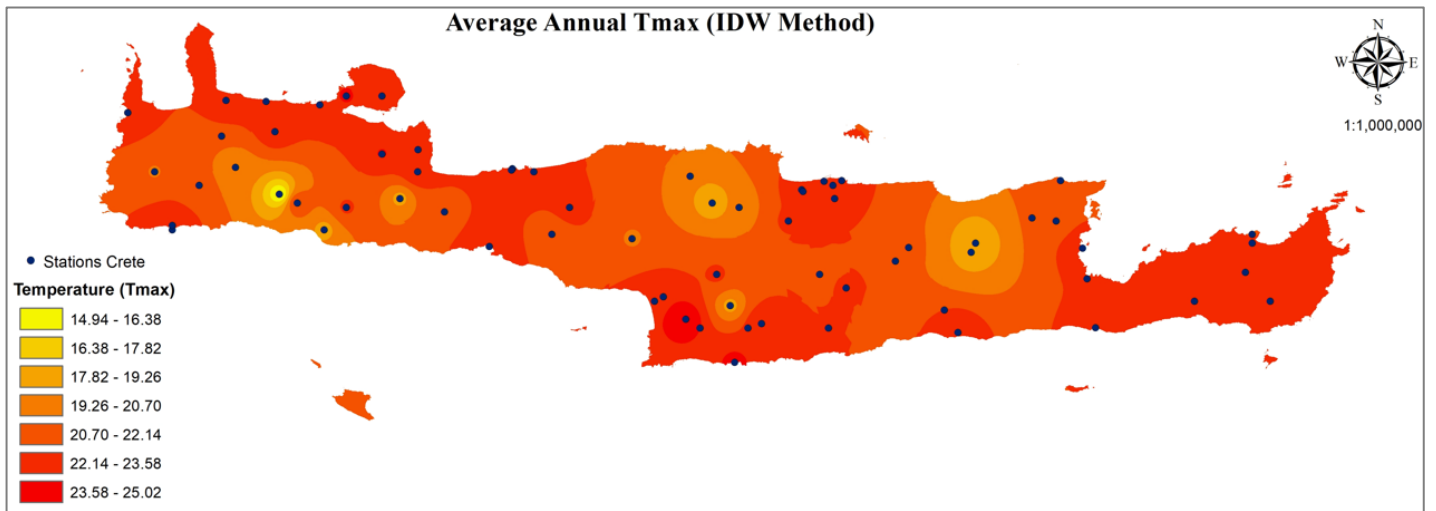 Average Annual Tmax (IDW Method)
N
W E
S
1:1,000,000
Stations Crete
Temperature (Tmax)
14.94 - 16.38
16.38 - 17.82
17.82 - 19.26
19.26 - 20.70
20.70 - 22.14
22.14 - 23.58
23.58 - 25.02